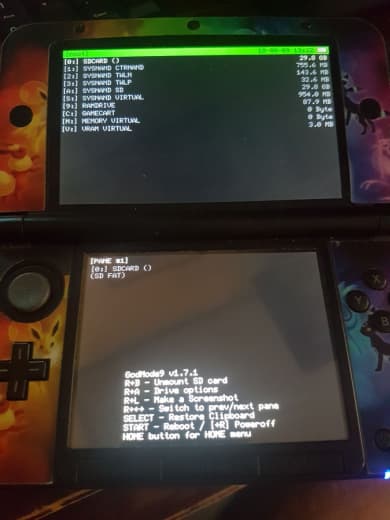 [root]
[0:] SDCARD ()
29.8 GB
[1:] SYSNAND CTRNAND
755.6 MB
[2:] SYSNAND TWLN
143.6 MB
[3:] SYSNAND TWLP
32.6 MB
[A:] SYSNAND SD
29.8 GB
[S:] SYSNAND VIRTUAL
954.0 MB
[9:] RAMDRIVE
87.9 MB
[C:] GAMECART
0 Byte
[M:] MEMORY VIRTUAL
0 Byte
[V:] VRAM VIRTUAL
3.0 MB
[PANE #1]
[0:] SDCARD ()
(SD FAT)
GodMode9 v1.7.1
R+B - Unmount SD card
R+A - Drive options
R+L - Make a Screenshot
R+←→ - Switch to prev/next pane
SELECT - Restore Clipboard
START - Reboot / [+R] Poweroff
HOME button for HOME menu
Y
B